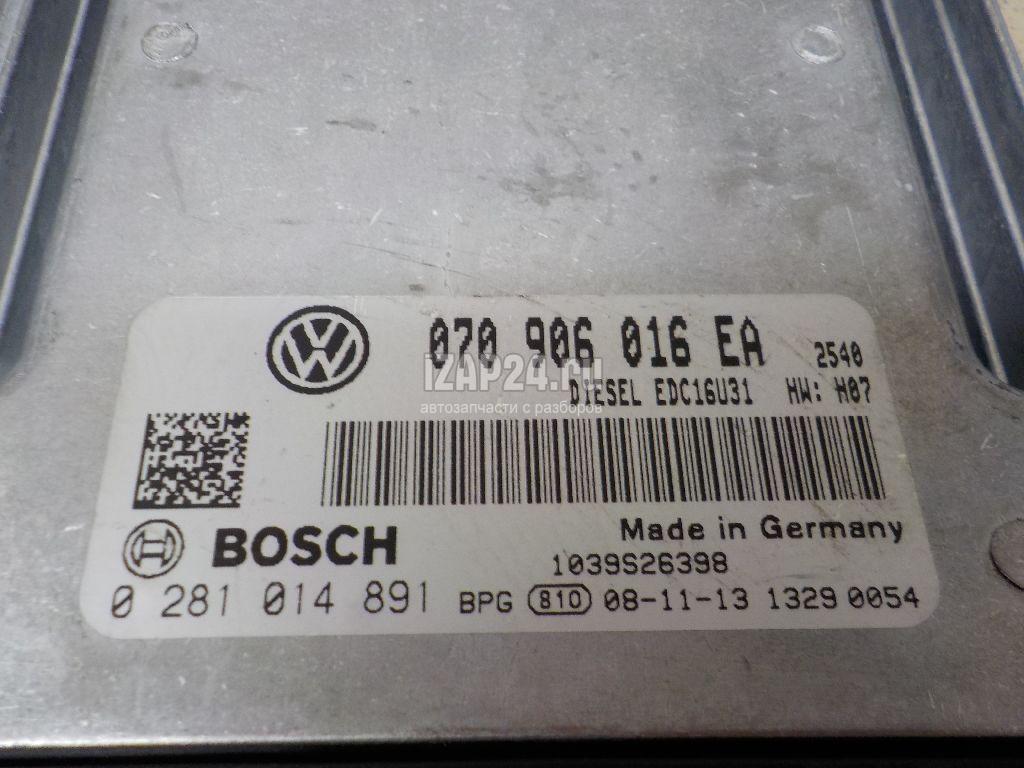 070 906 016 EA 2540
DIESEL EDC16U31 HW: H07
IZAP24.ru
автозапчасти с разборов
BOSCH
Made in Germany
1039S26398
0 281 014 891 BPG 810 08-11-13 1329 0054